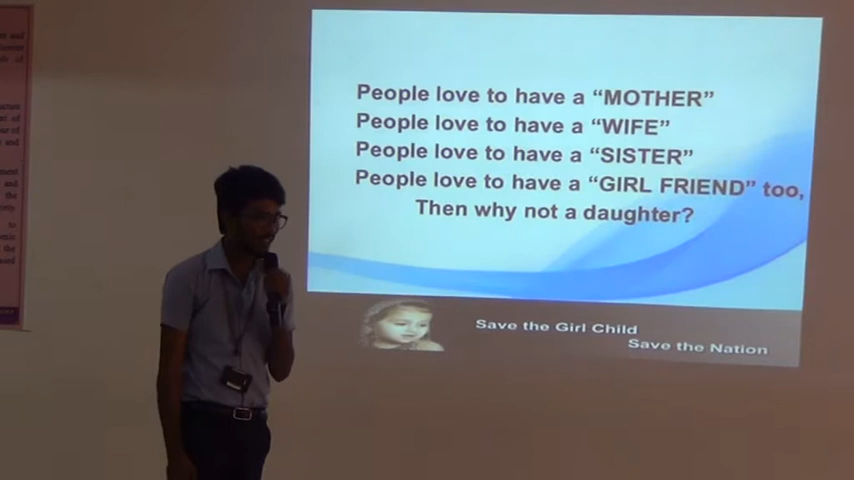 People love to have a “MOTHER”
People love to have a “WIFE”
People love to have a “SISTER”
People love to have a “GIRL FRIEND” too,
Then why not a daughter?
Save the Girl Child
Save the Nation